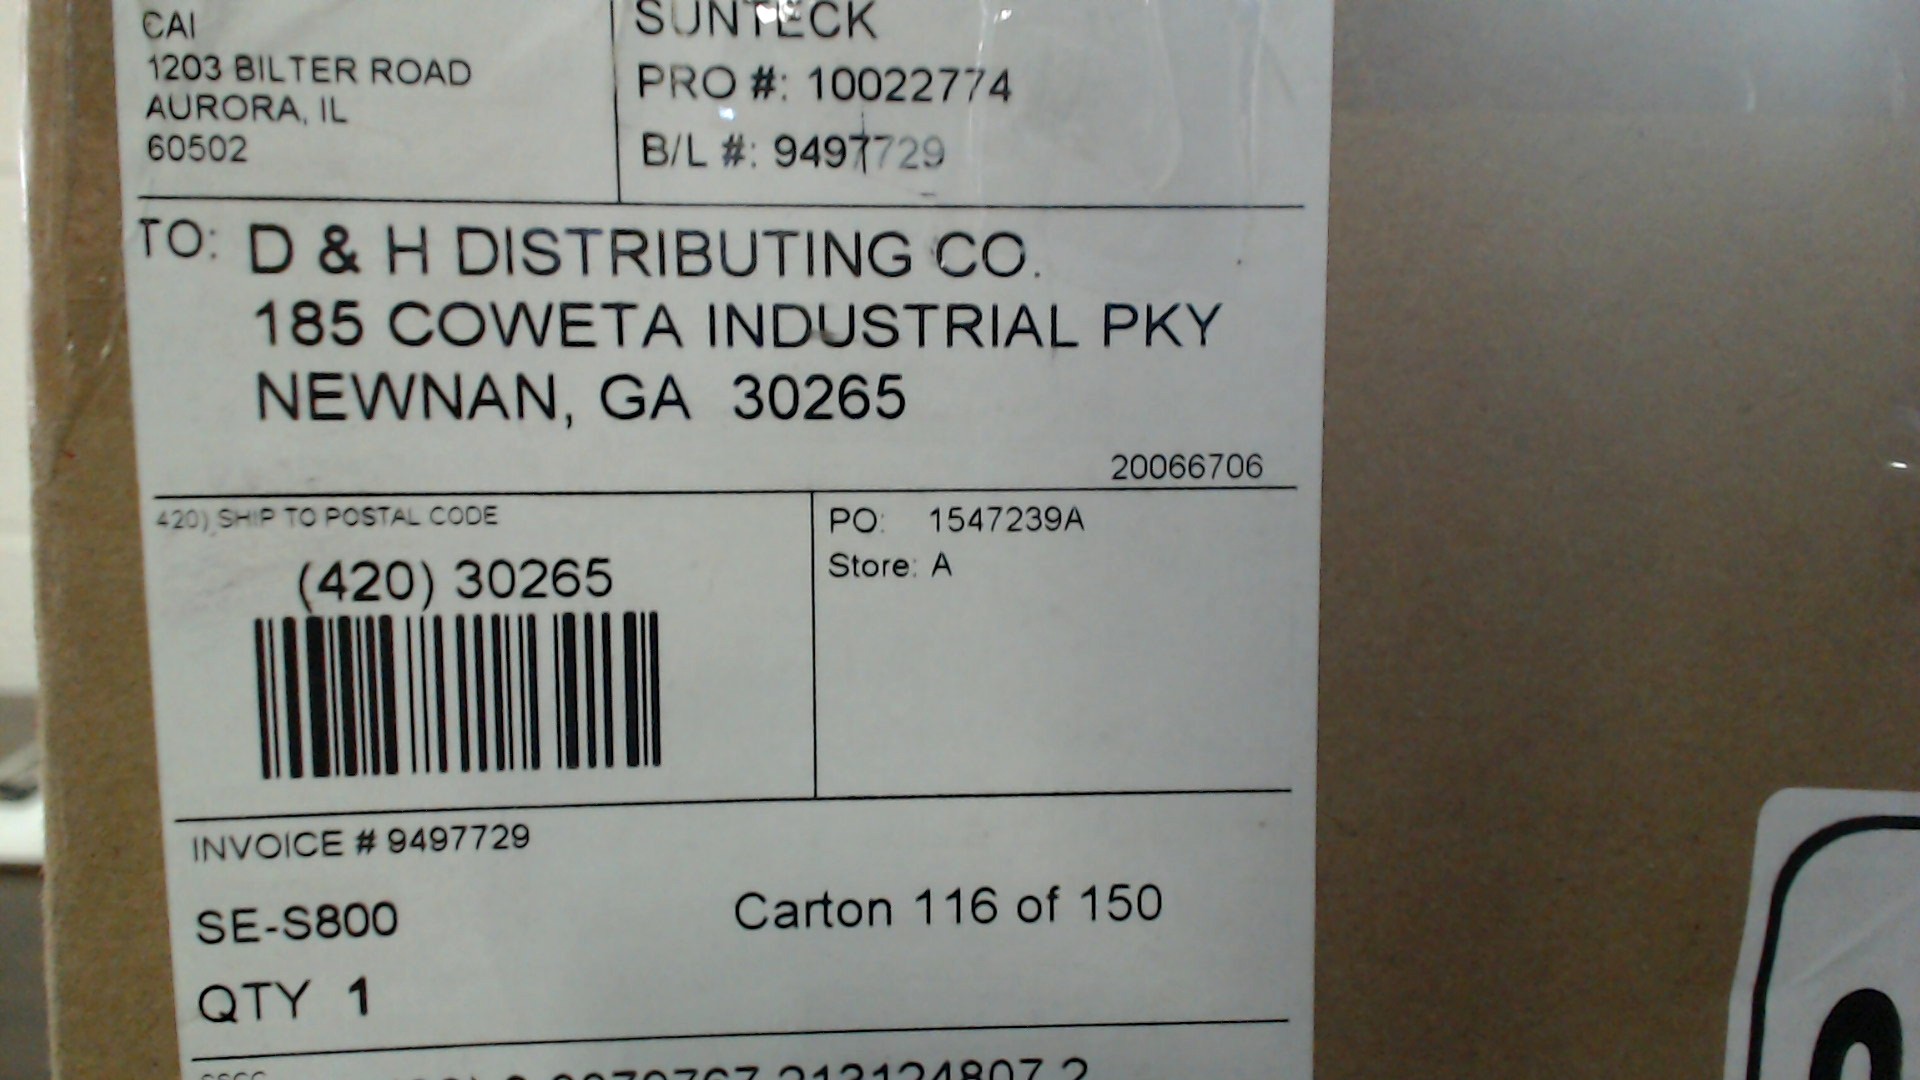 CAI
1203 BILTER ROAD
AURORA, IL
60502
SUNTECK
PRO #: 10022774
B/L #: 9497729
TO: D & H DISTRIBUTING CO.
185 COWETA INDUSTRIAL PKY
NEWNAN, GA 30265
20066706
420) SHIP TO POSTAL CODE
(420) 30265
PO: 1547239A
Store: A
INVOICE # 9497729
SE-S800
Carton 116 of 150
QTY 1